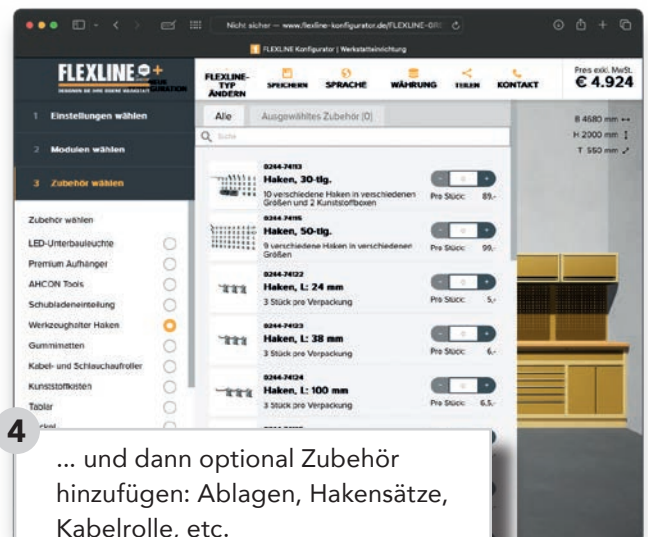 Nicht sicher — www.flexline-konfigurator.de/FLEXLINE-
FLEXLINE Konfigurator | Werkstatteinrichtung
FLEXLINE
FLEXLINE-
TYP
ÄNDERN
SPEICHERN
SPRACHE
WÄHRUNG
TEILEN
KONTAKT
Preis exkl. MwSt.
€ 4.924
1 Einstellungen wählen
2 Modulen wählen
3 Zubehör wählen
Zubehör wählen
LED-Unterbauleuchte
Premium Aufhänger
AHCON Tools
Schubladeneinteilung
Werkzeughalter Haken
Gummimatten
Kabel- und Schlauchaufroller
Kunststoffkisten
Tablar
Alle
Ausgewähltes Zubehör (0)
Suche
0244-74113
Haken, 30-tlg.
10 verschiedene Haken in verschiedenen
Größen und 2 Kunststoffboxen
Pro Stück: 89,-
- 0 +
0244-74115
Haken, 50-tlg.
9 verschiedene Haken in verschiedenen
Größen
Pro Stück: 99,-
- 0 +
0244-74122
Haken, L: 24 mm
3 Stück pro Verpackung
Pro Stück: 5,-
- 0 +
0244-74123
Haken, L: 38 mm
3 Stück pro Verpackung
Pro Stück: 6,-
- 0 +
0244-74124
Haken, L: 100 mm
3 Stück pro Verpackung
Pro Stück: 6,5,-
- 0 +
B 4680 mm
H 2000 mm
T 560 mm
4
... und dann optional Zubehör
hinzufügen: Ablagen, Hakensätze,
Kabelrolle, etc.